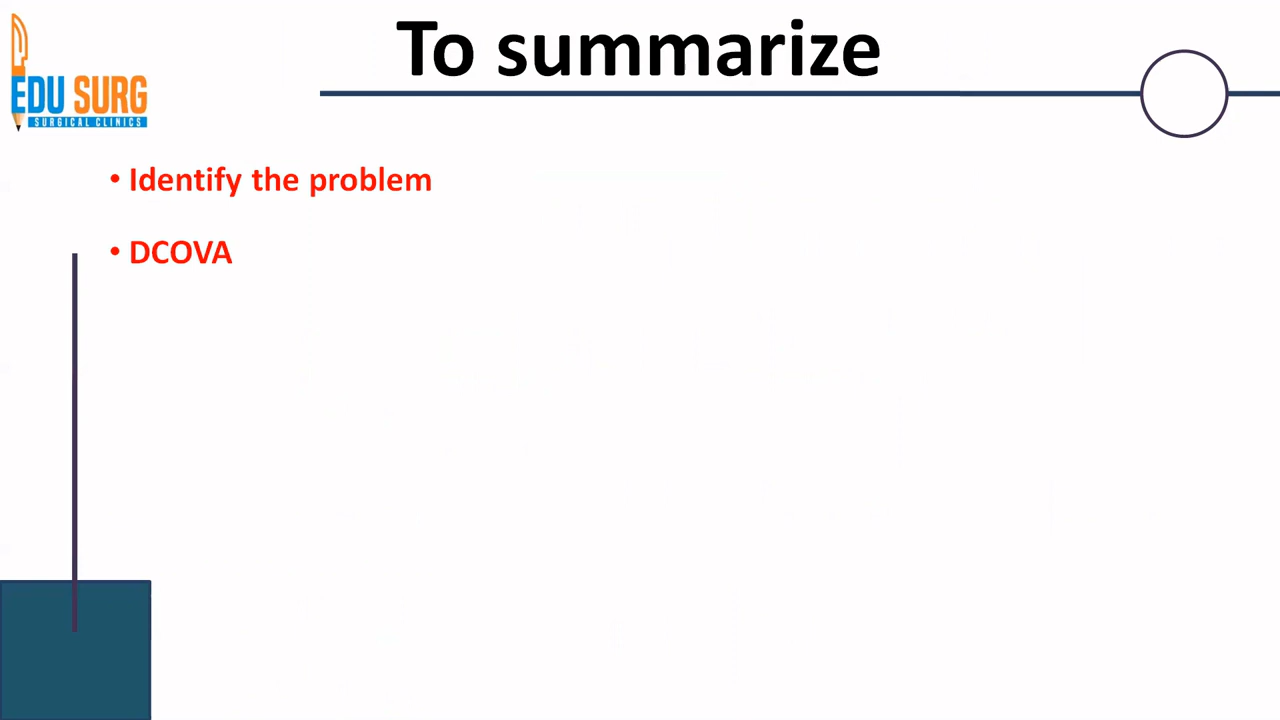 To summarize
EDU SURG
SURGICAL CLINICS
• Identify the problem
• DCOVA